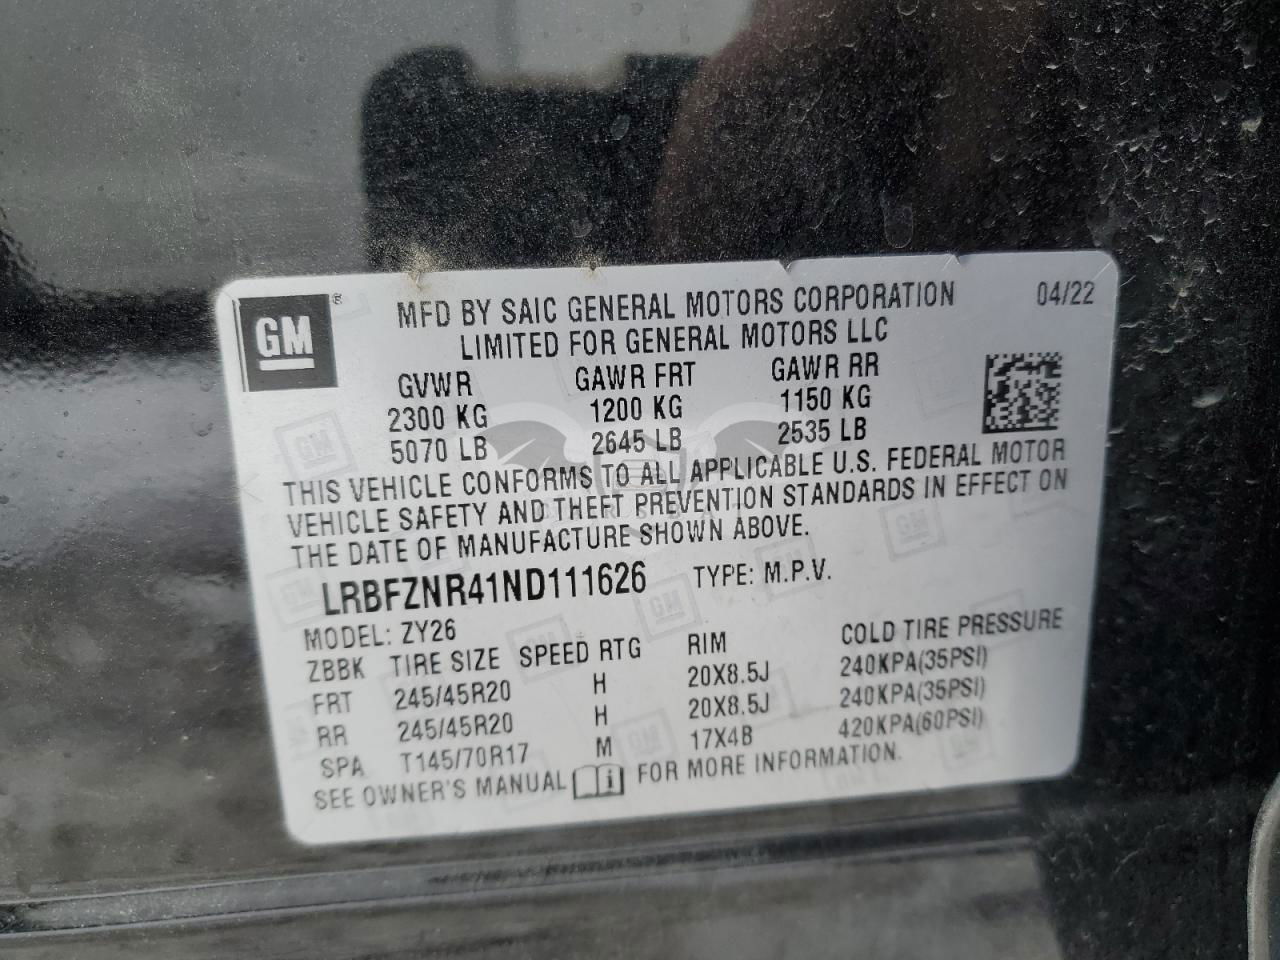 GM ® MFD BY SAIC GENERAL MOTORS CORPORATION 04/22
LIMITED FOR GENERAL MOTORS LLC
GVWR GAWR FRT GAWR RR
2300 KG 1200 KG 1150 KG
5070 LB 2645 LB 2535 LB
THIS VEHICLE CONFORMS TO ALL APPLICABLE U.S. FEDERAL MOTOR
VEHICLE SAFETY AND THEFT PREVENTION STANDARDS IN EFFECT ON
THE DATE OF MANUFACTURE SHOWN ABOVE.
LRBFZNR41ND111626 TYPE: M.P.V.
MODEL: ZY26
ZBBK TIRE SIZE SPEED RTG RIM COLD TIRE PRESSURE
FRT 245/45R20 H 20X8.5J 240KPA(35PSI)
RR 245/45R20 H 20X8.5J 240KPA(35PSI)
SPA T145/70R17 M 17X4B 420KPA(60PSI)
SEE OWNER'S MANUAL i FOR MORE INFORMATION.